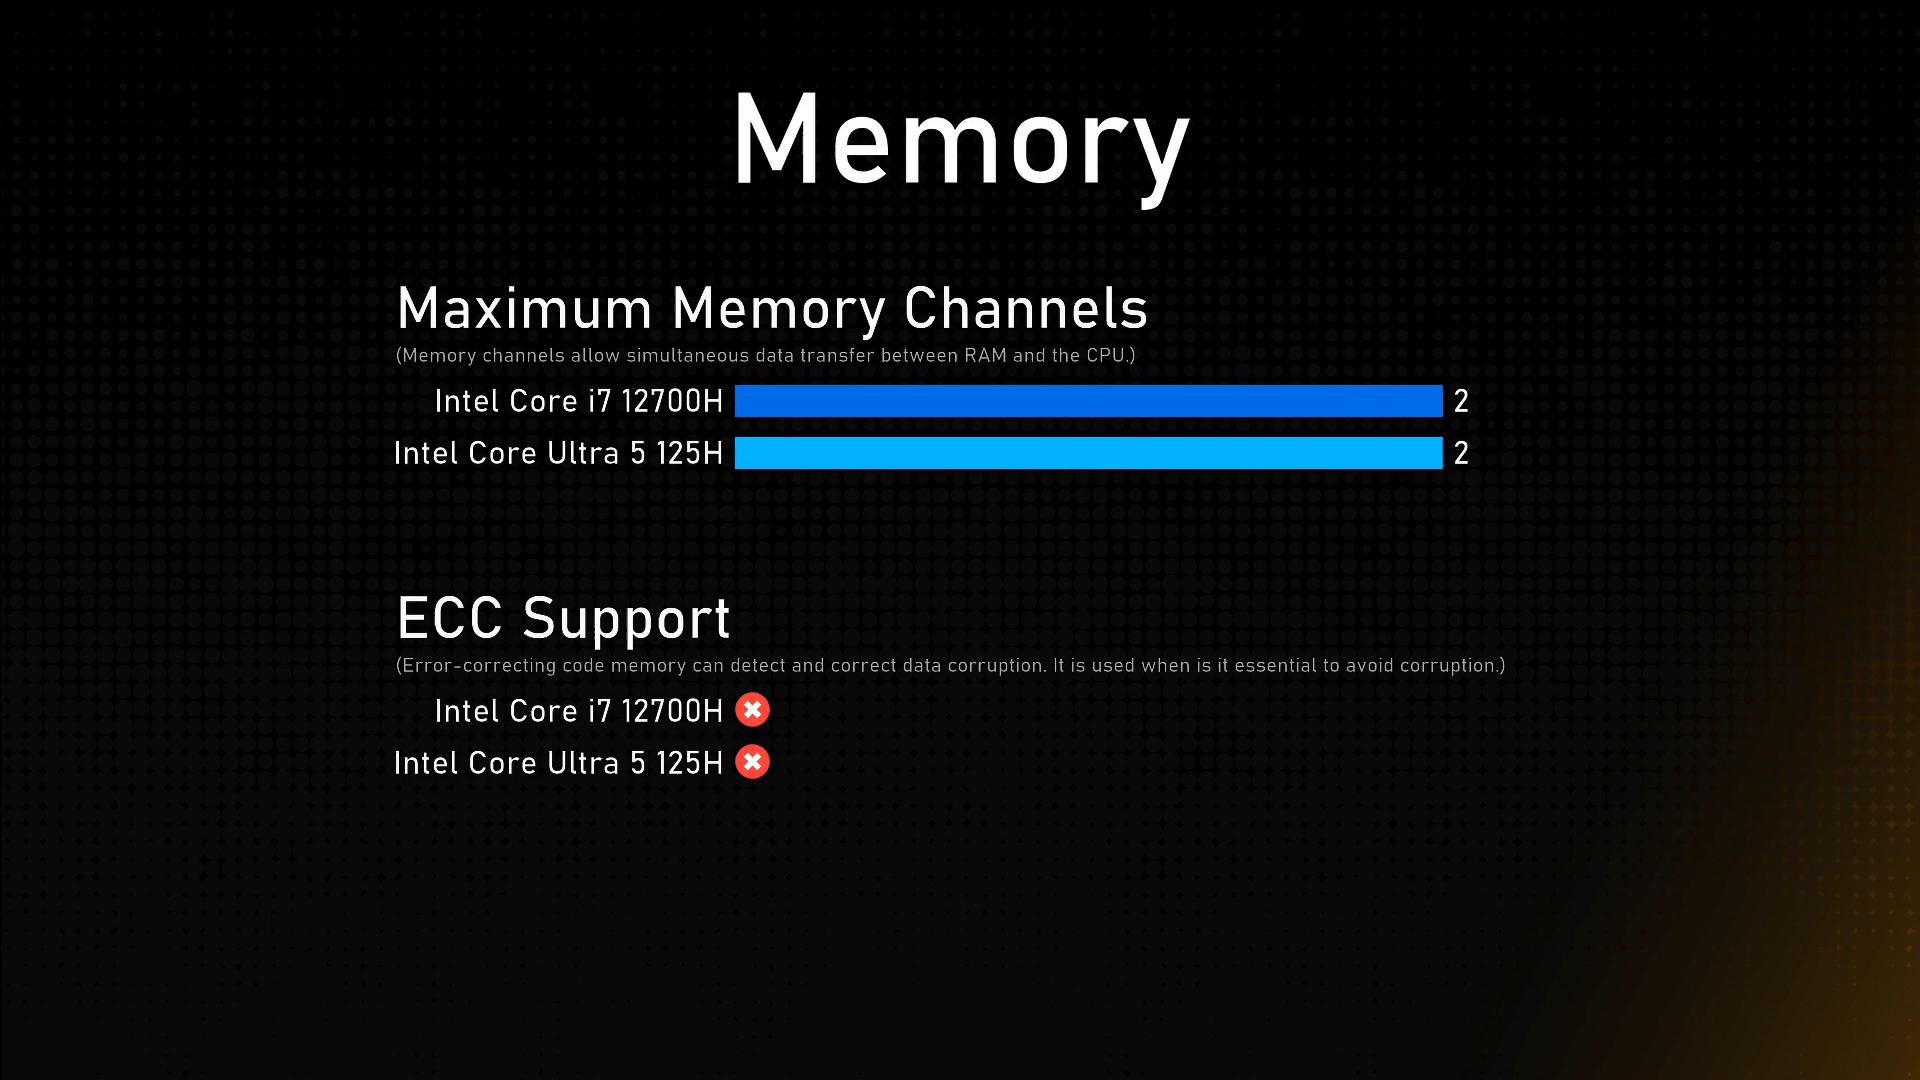 Memory
Maximum Memory Channels
(Memory channels allow simultaneous data transfer between RAM and the CPU.)
Intel Core i7 12700H 2
Intel Core Ultra 5 125H 2
ECC Support
(Error-correcting code memory can detect and correct data corruption. It is used when is it essential to avoid corruption.)
Intel Core i7 12700H
Intel Core Ultra 5 125H